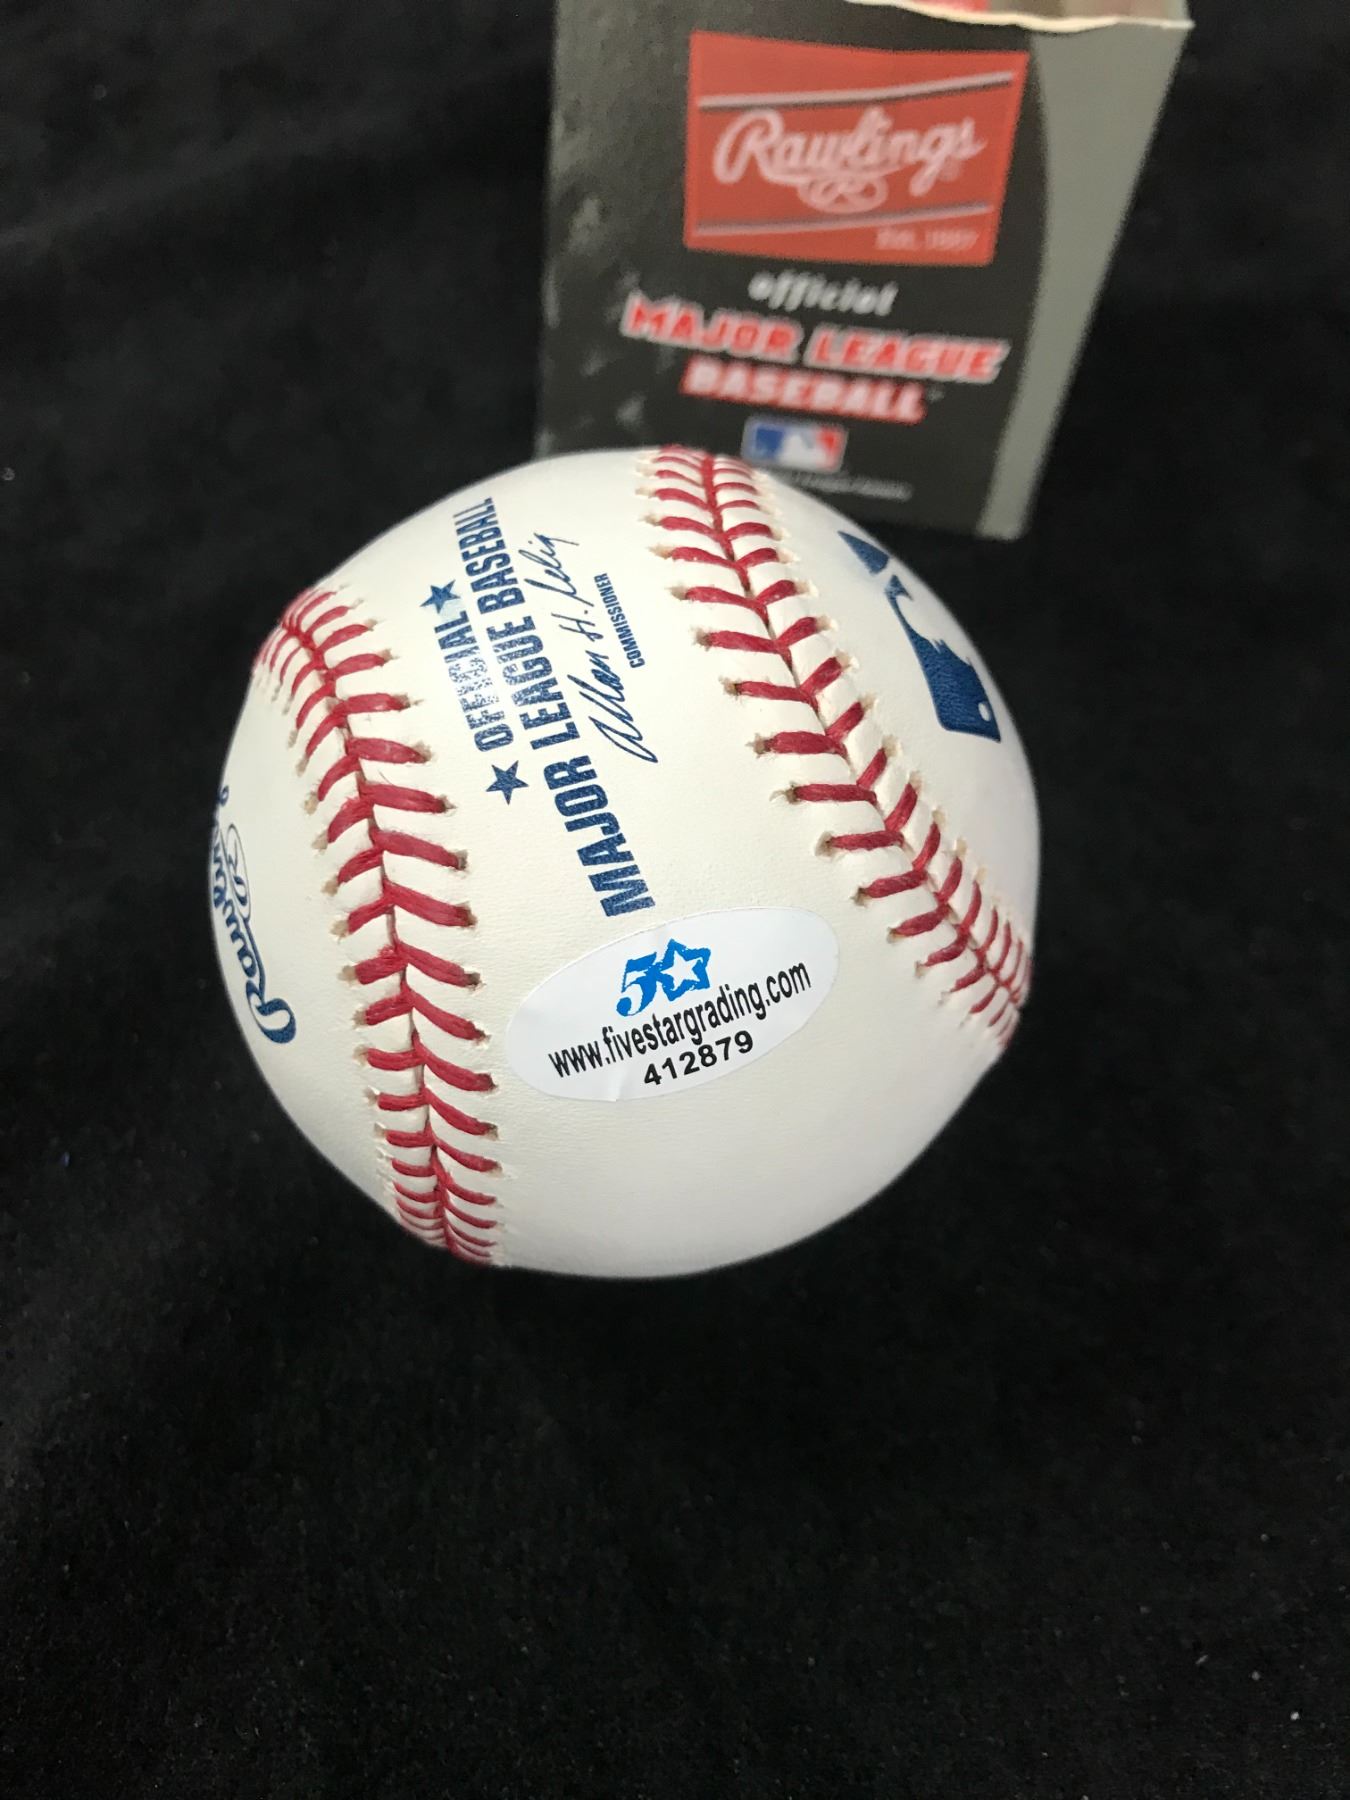 Rawlings
R
EST. 1887
official
MAJOR LEAGUE
BASEBALL
OFFICIAL
MAJOR LEAGUE BASEBALL
Allan H. Selig
COMMISSIONER
Rawlings
R
5
www.fivestargrading.com
412879